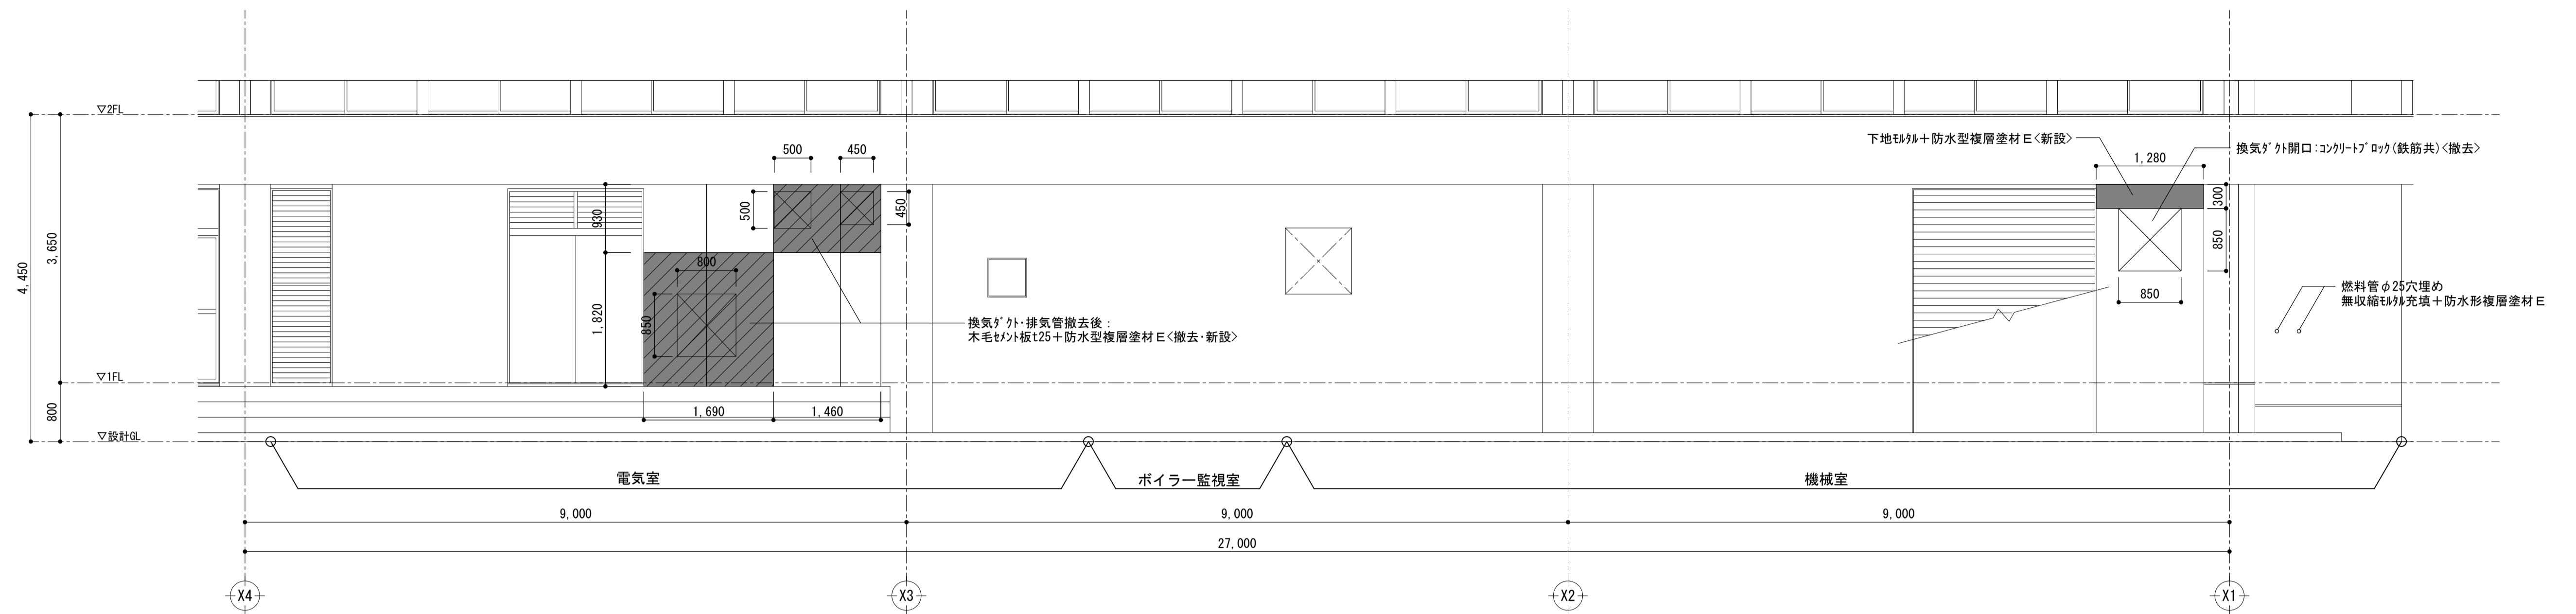 ▽2FL
4,450
3,650
800
▽1FL
▽設計GL
500
450
500
450
930
1,820
800
850
1,690
1,460
換気ダクト・排気管撤去後：
木毛セメント板t25＋防水型複層塗材E<撤去・新設>
下地モルタル＋防水型複層塗材E<新設>
換気ダクト開口：コンクリートブロック(鉄筋共)<撤去>
1,280
300
850
850
燃料管φ25穴埋め
無収縮モルタル充填＋防水形複層塗材E
電気室
ボイラー監視室
機械室
9,000
9,000
9,000
27,000
X4
X3
X2
X1